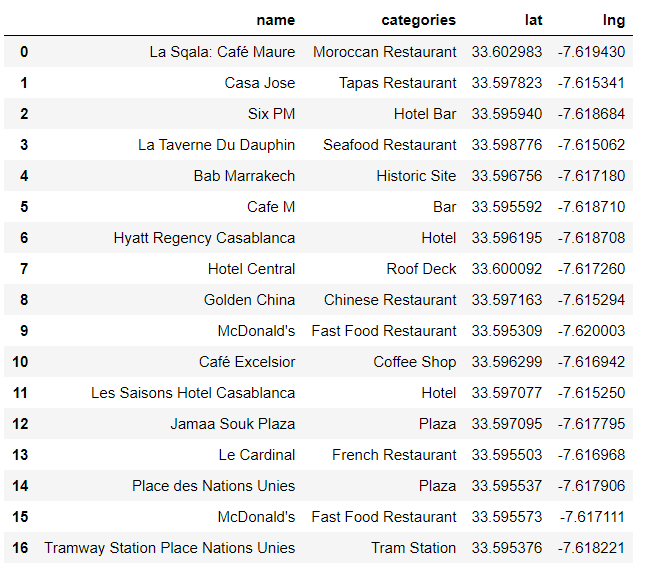 name categories lat lng
0 La Sqala: Café Maure Moroccan Restaurant 33.602983 -7.619430
1 Casa Jose Tapas Restaurant 33.597823 -7.615341
2 Six PM Hotel Bar 33.595940 -7.618684
3 La Taverne Du Dauphin Seafood Restaurant 33.598776 -7.615062
4 Bab Marrakech Historic Site 33.596756 -7.617180
5 Cafe M Bar 33.595592 -7.618710
6 Hyatt Regency Casablanca Hotel 33.596195 -7.618708
7 Hotel Central Roof Deck 33.600092 -7.617260
8 Golden China Chinese Restaurant 33.597163 -7.615294
9 McDonald's Fast Food Restaurant 33.595309 -7.620003
10 Café Excelsior Coffee Shop 33.596299 -7.616942
11 Les Saisons Hotel Casablanca Hotel 33.597077 -7.615250
12 Jamaa Souk Plaza Plaza 33.597095 -7.617795
13 Le Cardinal French Restaurant 33.595503 -7.616968
14 Place des Nations Unies Plaza 33.595537 -7.617906
15 McDonald's Fast Food Restaurant 33.595573 -7.617111
16 Tramway Station Place Nations Unies Tram Station 33.595376 -7.618221